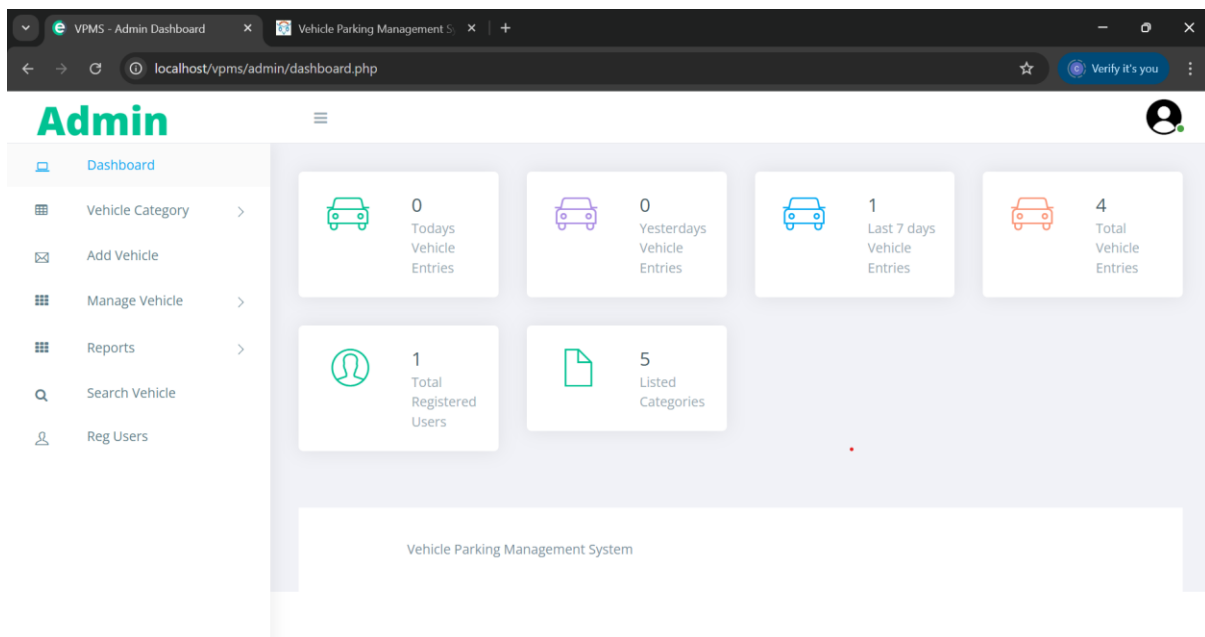 VPMS - Admin Dashboard
Vehicle Parking Management S
localhost/vpms/admin/dashboard.php
Verify it's you
Admin
Dashboard
Vehicle Category
Add Vehicle
Manage Vehicle
Reports
Search Vehicle
Reg Users
0
Todays
Vehicle
Entries
0
Yesterdays
Vehicle
Entries
1
Last 7 days
Vehicle
Entries
4
Total
Vehicle
Entries
1
Total
Registered
Users
5
Listed
Categories
Vehicle Parking Management System